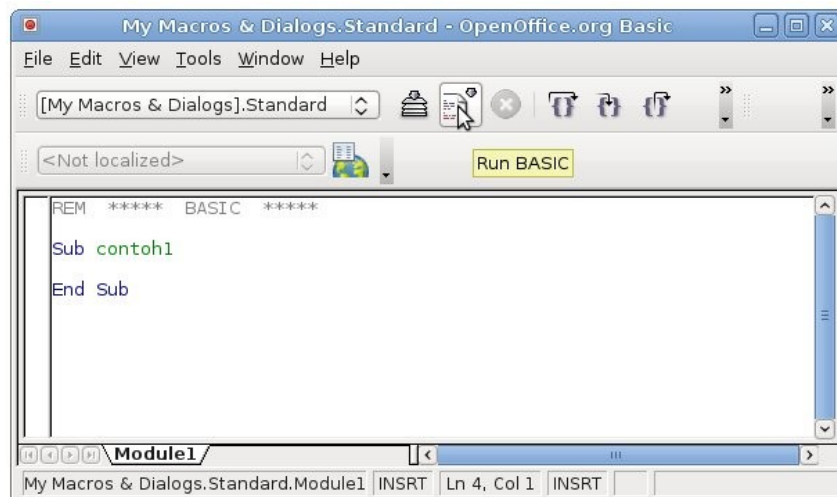 My Macros & Dialogs.Standard - OpenOffice.org Basic
File Edit View Tools Window Help
[My Macros & Dialogs].Standard
<Not localized>
Run BASIC
REM ***** BASIC *****
Sub contoh1
End Sub
Module1
My Macros & Dialogs.Standard.Module1 INSRT Ln 4, Col 1 INSRT